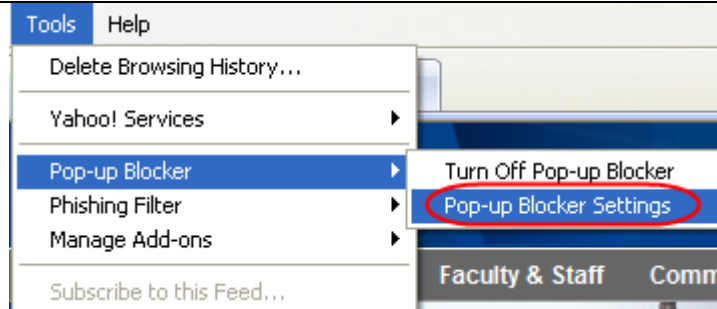 Tools Help
Delete Browsing History...
Yahoo! Services
Pop-up Blocker
Turn Off Pop-up Blocker
Phishing Filter
Pop-up Blocker Settings
Manage Add-ons
Faculty & Staff
Subscribe to this Feed...